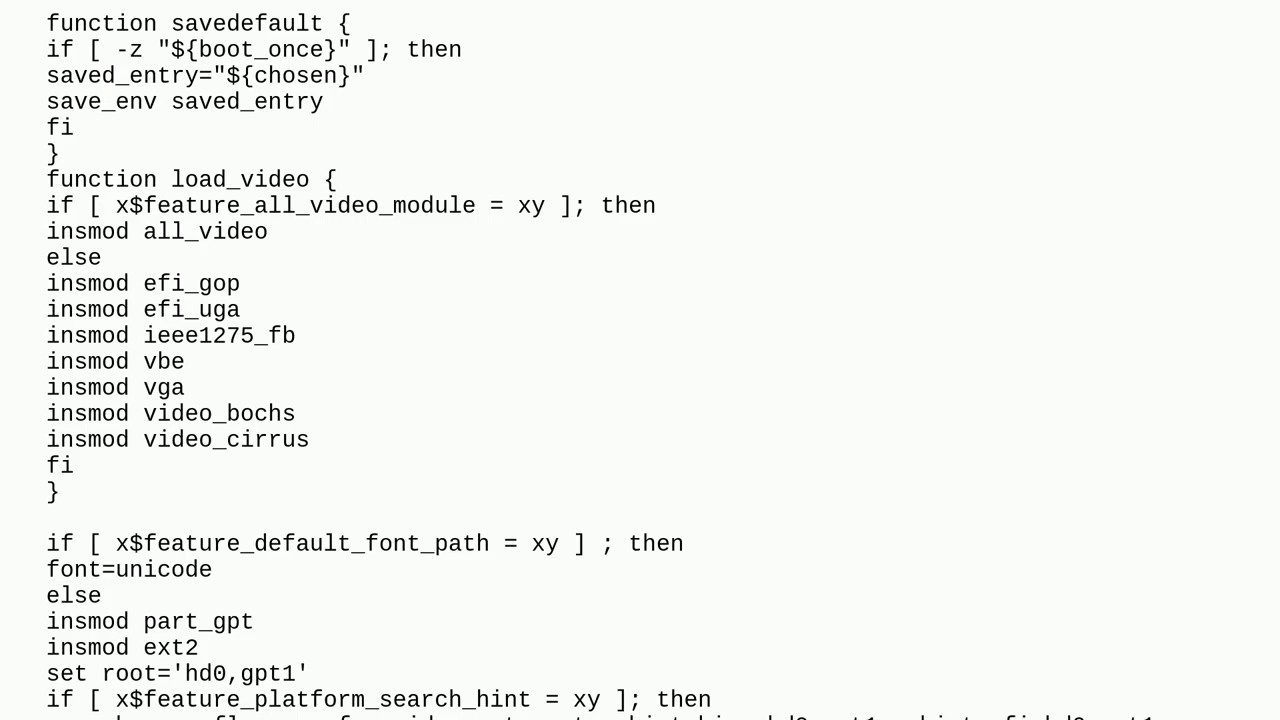 function savedefault {
if [ -z "${boot_once}" ]; then
saved_entry="${chosen}"
save_env saved_entry
fi
}
function load_video {
if [ x$feature_all_video_module = xy ]; then
insmod all_video
else
insmod efi_gop
insmod efi_uga
insmod ieee1275_fb
insmod vbe
insmod vga
insmod video_bochs
insmod video_cirrus
fi
}

if [ x$feature_default_font_path = xy ] ; then
font=unicode
else
insmod part_gpt
insmod ext2
set root='hd0,gpt1'
if [ x$feature_platform_search_hint = xy ]; then